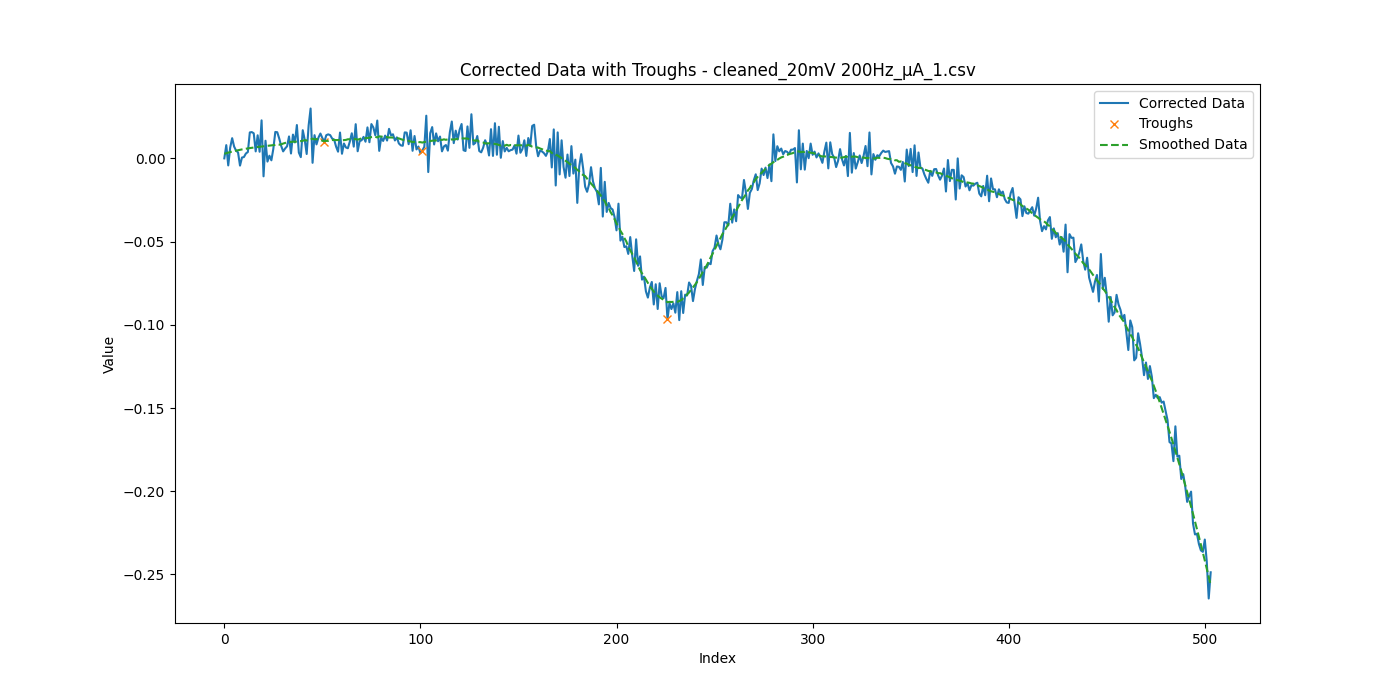 Corrected Data with Troughs - cleaned_20mV 200Hz_µA_1.csv
Corrected Data
Troughs
Smoothed Data
Value
0.00
−0.05
−0.10
−0.15
−0.20
−0.25
0 100 200 300 400 500
Index